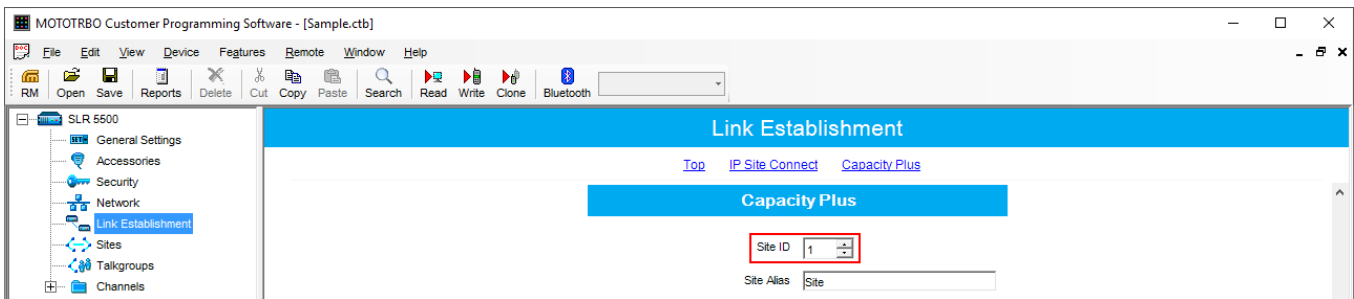 MOTOTRBO Customer Programming Software - [Sample.ctb]
File Edit View Device Features Remote Window Help
RM Open Save Reports Delete Cut Copy Paste Search Read Write Clone Bluetooth
SLR 5500
General Settings
Accessories
Security
Network
Link Establishment
Sites
Talkgroups
Channels
Link Establishment
Top IP Site Connect Capacity Plus
Capacity Plus
Site ID 1
Site Alias Site